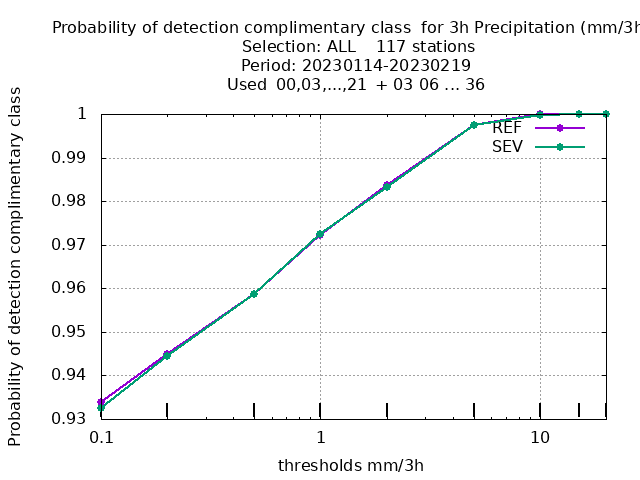 Probability of detection complimentary class  for 3h Precipitation (mm/3h
Selection: ALL    117 stations
Period: 20230114-20230219
Used  00,03,...,21  + 03 06 ... 36
Probability of detection complimentary class
1
0.99
0.98
0.97
0.96
0.95
0.94
0.93
REF
SEV
0.1
1
10
thresholds mm/3h